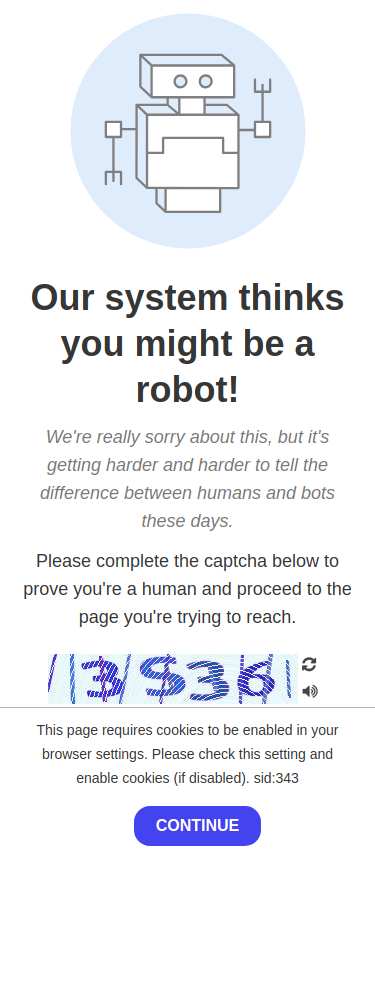 Our system thinks
you might be a
robot!
We're really sorry about this, but it's
getting harder and harder to tell the
difference between humans and bots
these days.
Please complete the captcha below to
prove you're a human and proceed to the
page you're trying to reach.
This page requires cookies to be enabled in your
browser settings. Please check this setting and
enable cookies (if disabled). sid:343
CONTINUE